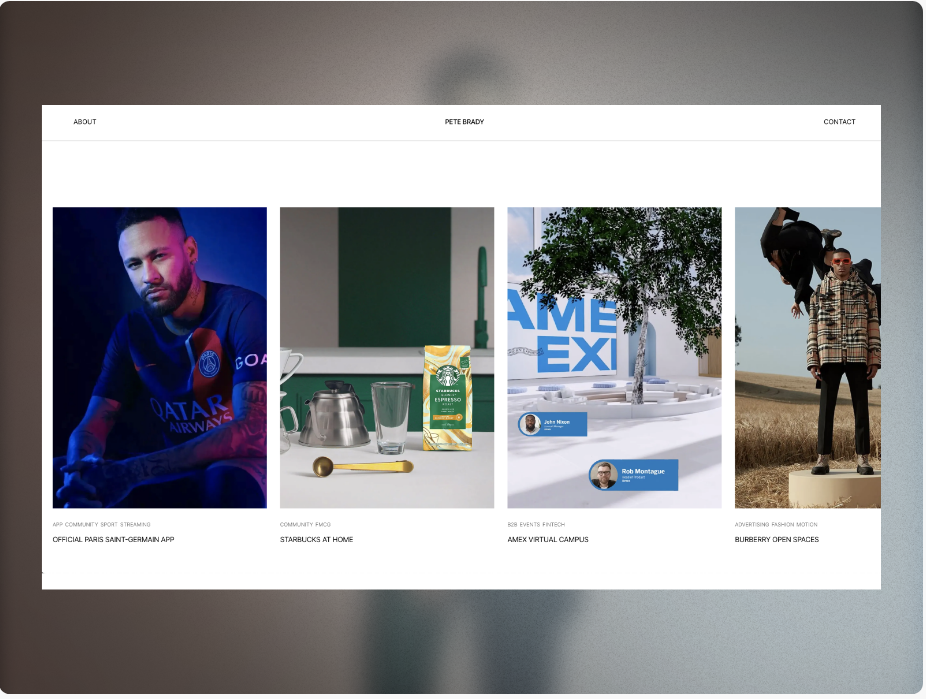 ABOUT
PETE BRADY
CONTACT
GOA
QATAR
AIRWAYS
STARBUCKS
ESPRESSO
AME
EXI
John Nixon
Rob Montague
APP COMMUNITY SPORT STREAMING
OFFICIAL PARIS SAINT-GERMAIN APP
COMMUNITY FMCG
STARBUCKS AT HOME
B2B EVENTS FINTECH
AMEX VIRTUAL CAMPUS
ADVERTISING FASHION MOTION
BURBERRY OPEN SPACES